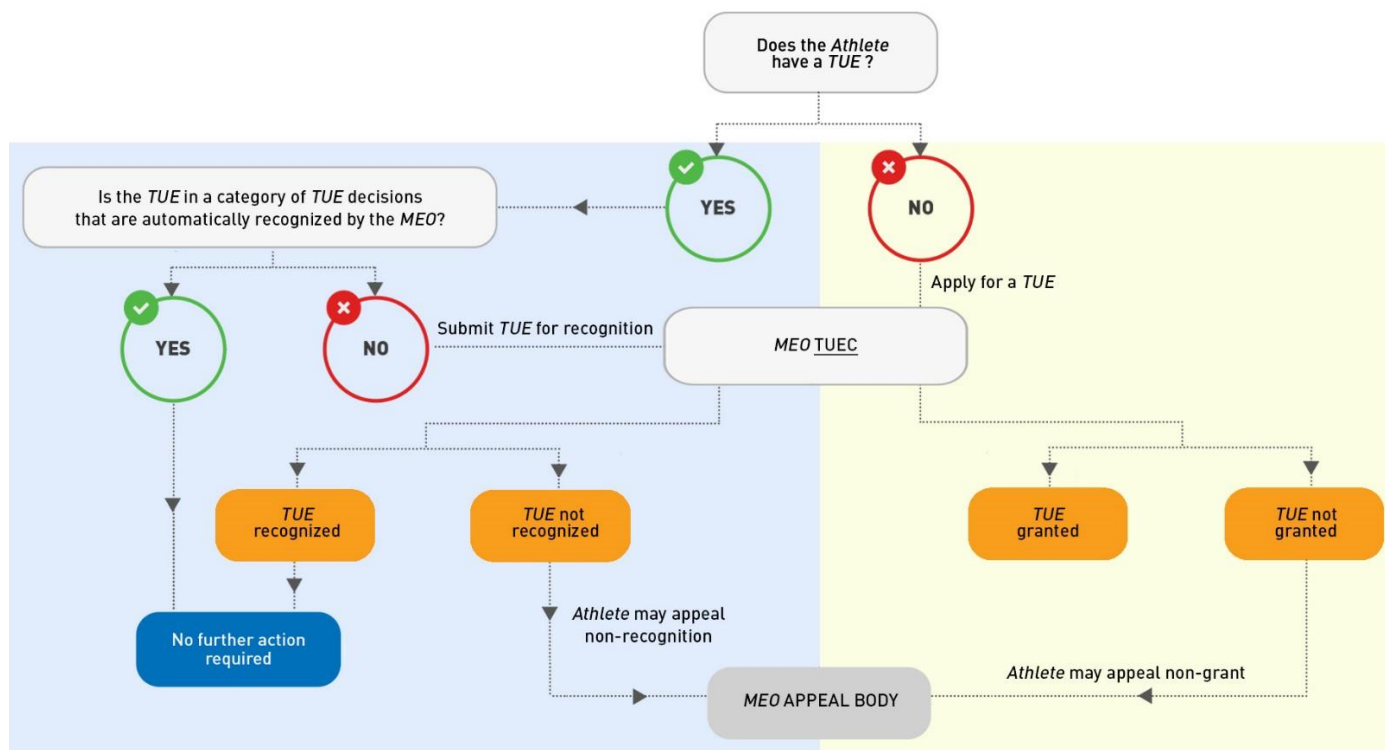 Does the Athlete
have a TUE ?
YES
NO
Is the TUE in a category of TUE decisions
that are automatically recognized by the MEO?
Apply for a TUE
YES
NO
Submit TUE for recognition
MEO TUEC
TUE
recognized
TUE not
recognized
TUE
granted
TUE not
granted
No further action
required
Athlete may appeal
non-recognition
Athlete may appeal non-grant
MEO APPEAL BODY